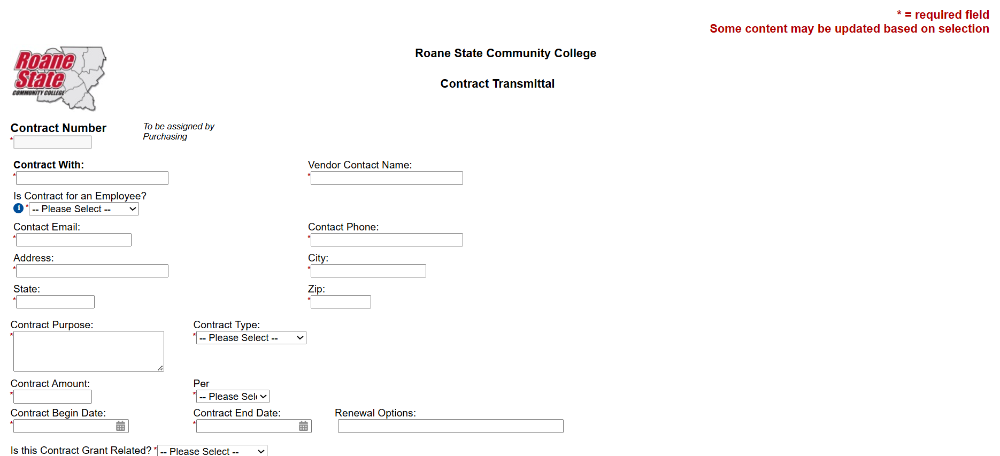 * = required field
Some content may be updated based on selection
Roane
State
COMMUNITY COLLEGE
Roane State Community College
Contract Transmittal
Contract Number
To be assigned by
Purchasing
*
Contract With:
*
Vendor Contact Name:
*
Is Contract for an Employee?
i * -- Please Select --
Contact Email:
*
Contact Phone:
*
Address:
*
City:
*
State:
*
Zip:
*
Contract Purpose:
*
Contract Type:
* -- Please Select --
Contract Amount:
*
Per
* -- Please Sele
Contract Begin Date:
*
Contract End Date:
*
Renewal Options:
Is this Contract Grant Related? * -- Please Select --